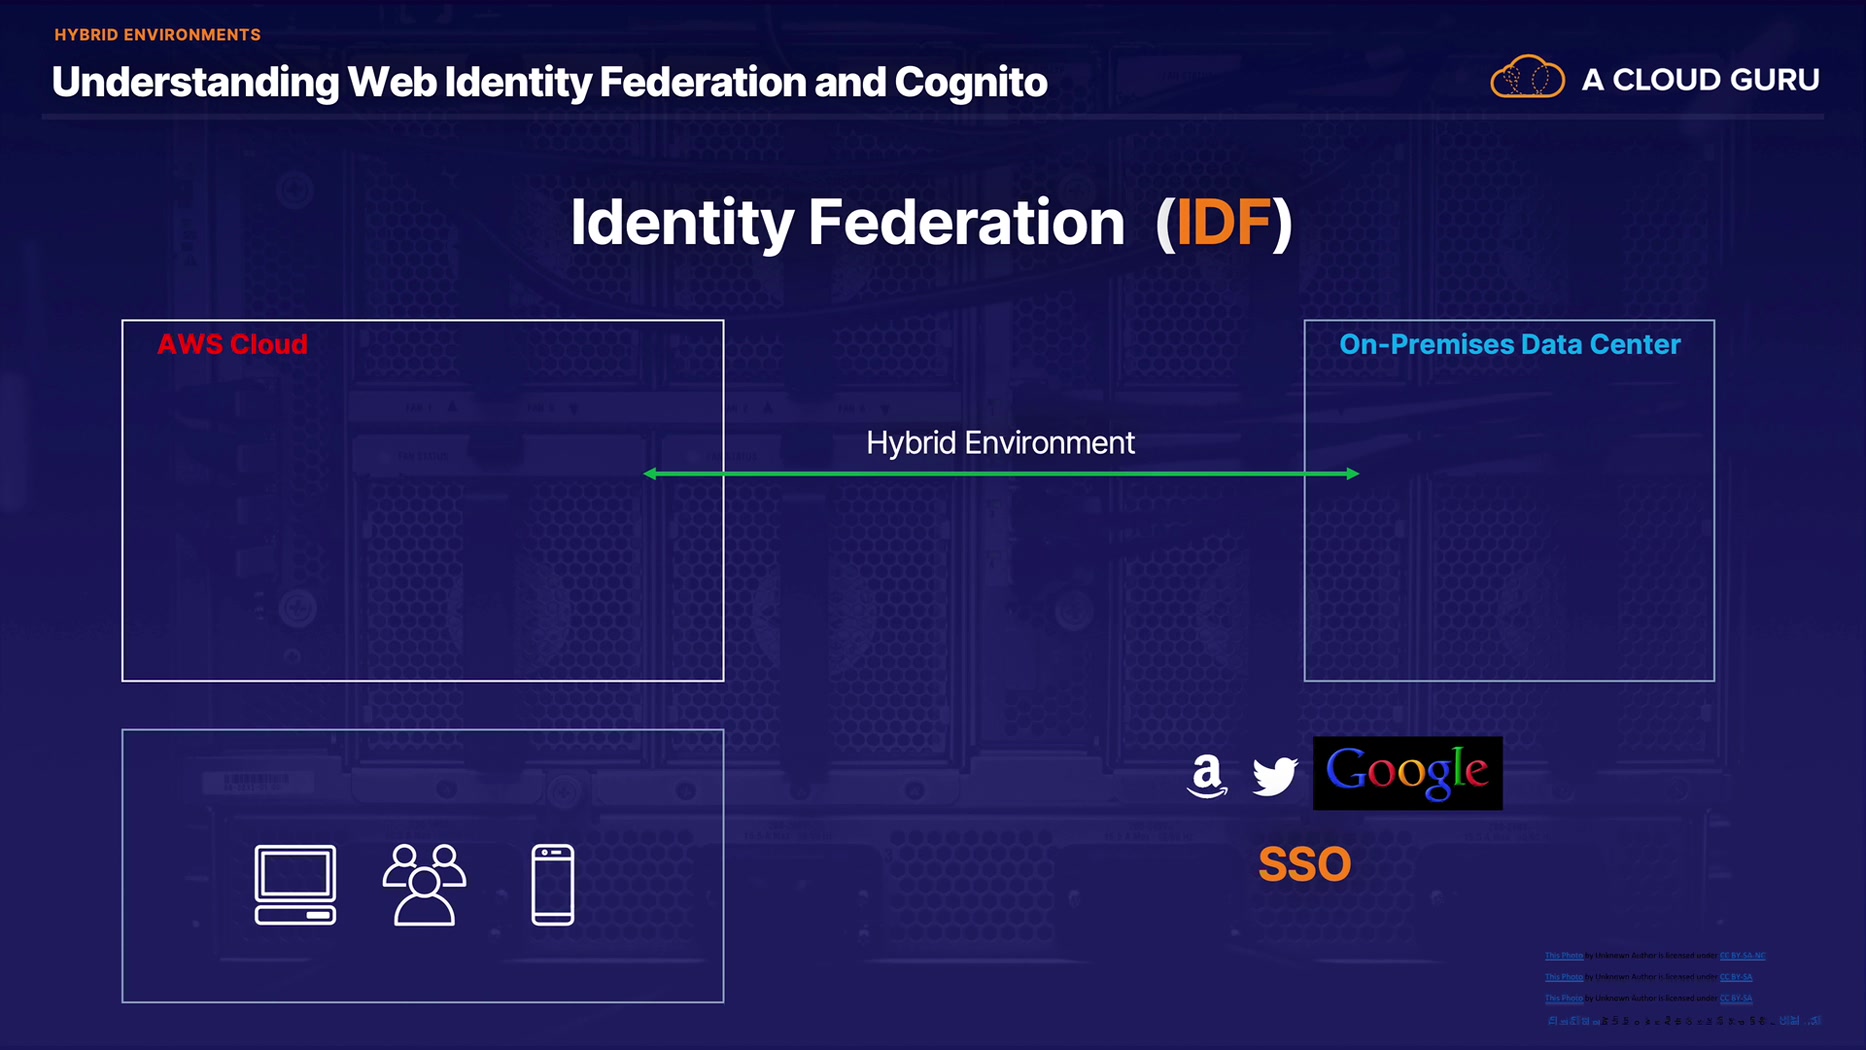 HYBRID ENVIRONMENTS
Understanding Web Identity Federation and Cognito
A CLOUD GURU
Identity Federation (IDF)
AWS Cloud
On-Premises Data Center
Hybrid Environment
a
Google
SSO
This Photo by Unknown Author is licensed under CC BY-SA-NC
This Photo by Unknown Author is licensed under CC BY-SA
This Photo by Unknown Author is licensed under CC BY-SA